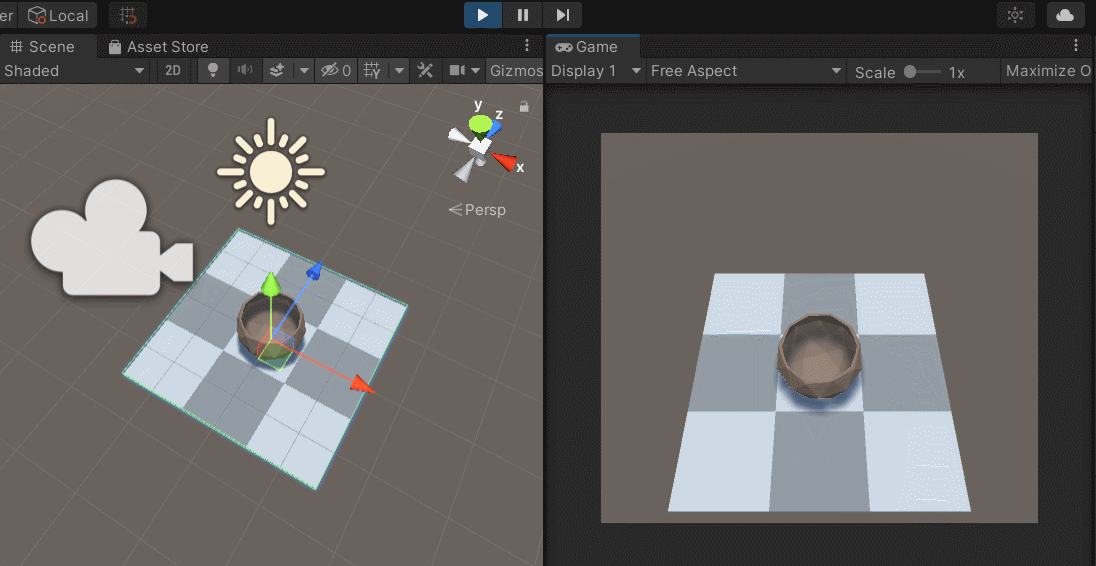 er Local
Scene Asset Store
Game
Shaded 2D 0 Gizmos
Display 1 Free Aspect Scale 1x Maximize O
y
z
x
Persp